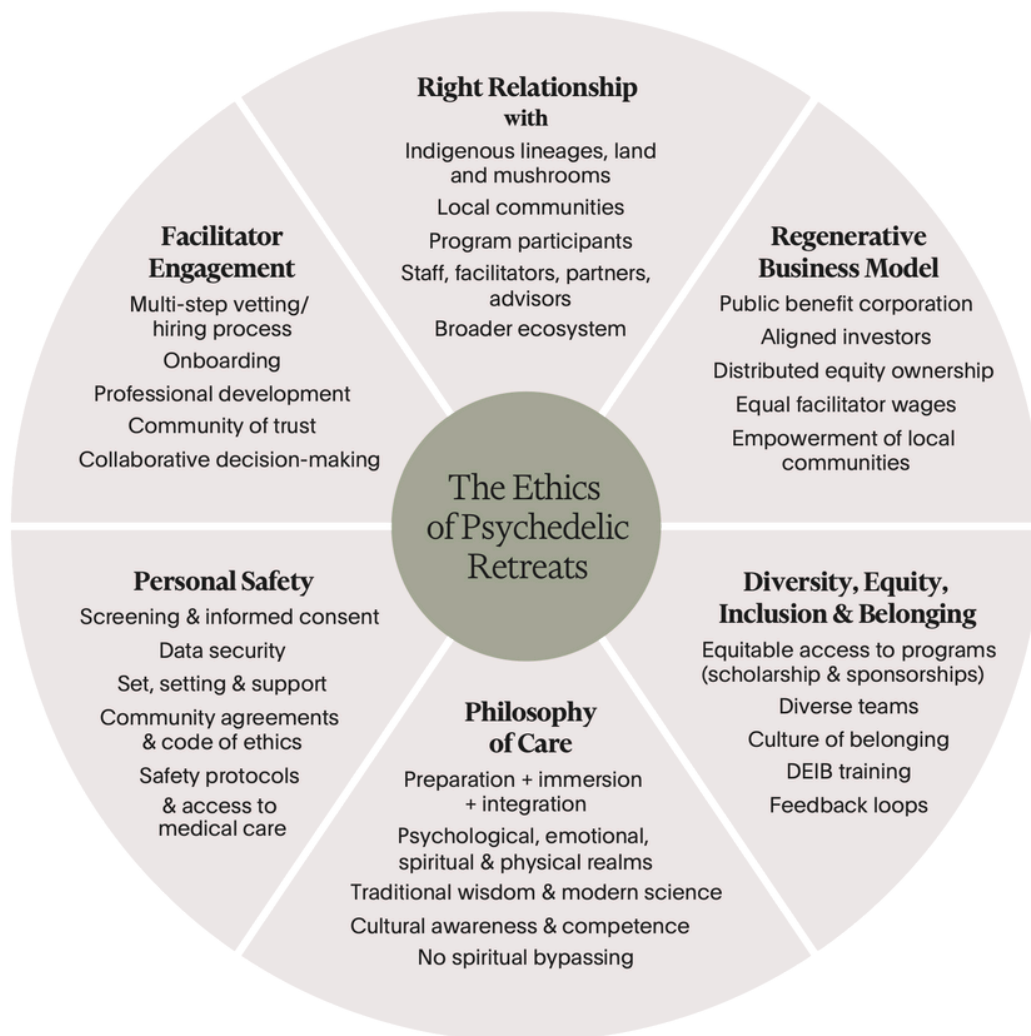 Right Relationship
with
Indigenous lineages, land
and mushrooms
Local communities
Program participants
Staff, facilitators, partners,
advisors
Broader ecosystem
Regenerative
Business Model
Public benefit corporation
Aligned investors
Distributed equity ownership
Equal facilitator wages
Empowerment of local
communities
Diversity, Equity,
Inclusion & Belonging
Equitable access to programs
(scholarship & sponsorships)
Diverse teams
Culture of belonging
DEIB training
Feedback loops
Philosophy
of Care
Preparation + immersion
+ integration
Psychological, emotional,
spiritual & physical realms
Traditional wisdom & modern science
Cultural awareness & competence
No spiritual bypassing
Personal Safety
Screening & informed consent
Data security
Set, setting & support
Community agreements
& code of ethics
Safety protocols
& access to
medical care
Facilitator
Engagement
Multi-step vetting/
hiring process
Onboarding
Professional development
Community of trust
Collaborative decision-making
The Ethics
of Psychedelic
Retreats